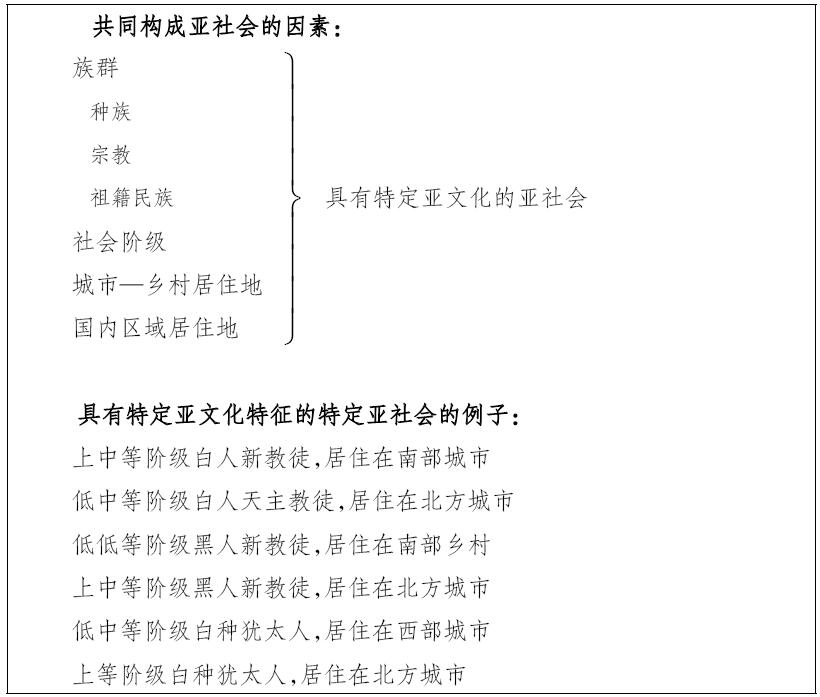 共同构成亚社会的因素：
族群
种族
宗教
祖籍民族
具有特定亚文化的亚社会
社会阶级
城市—乡村居住地
国内区域居住地
具有特定亚文化特征的特定亚社会的例子：
上中等阶级白人新教徒，居住在南部城市
低中等阶级白人天主教徒，居住在北方城市
低低等阶级黑人新教徒，居住在南部乡村
上中等阶级黑人新教徒，居住在北方城市
低中等阶级白种犹太人，居住在西部城市
上等阶级白种犹太人，居住在北方城市